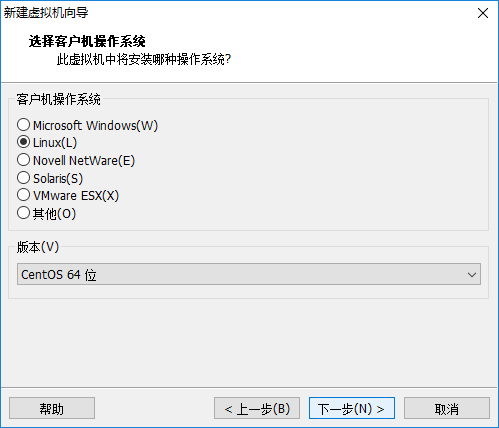 新建虚拟机向导
选择客户机操作系统
此虚拟机中将安装哪种操作系统?
客户机操作系统
Microsoft Windows(W)
Linux(L)
Novell NetWare(E)
Solaris(S)
VMware ESX(X)
其他(O)
版本(V)
CentOS 64 位
帮助
< 上一步(B)
下一步(N) >
取消